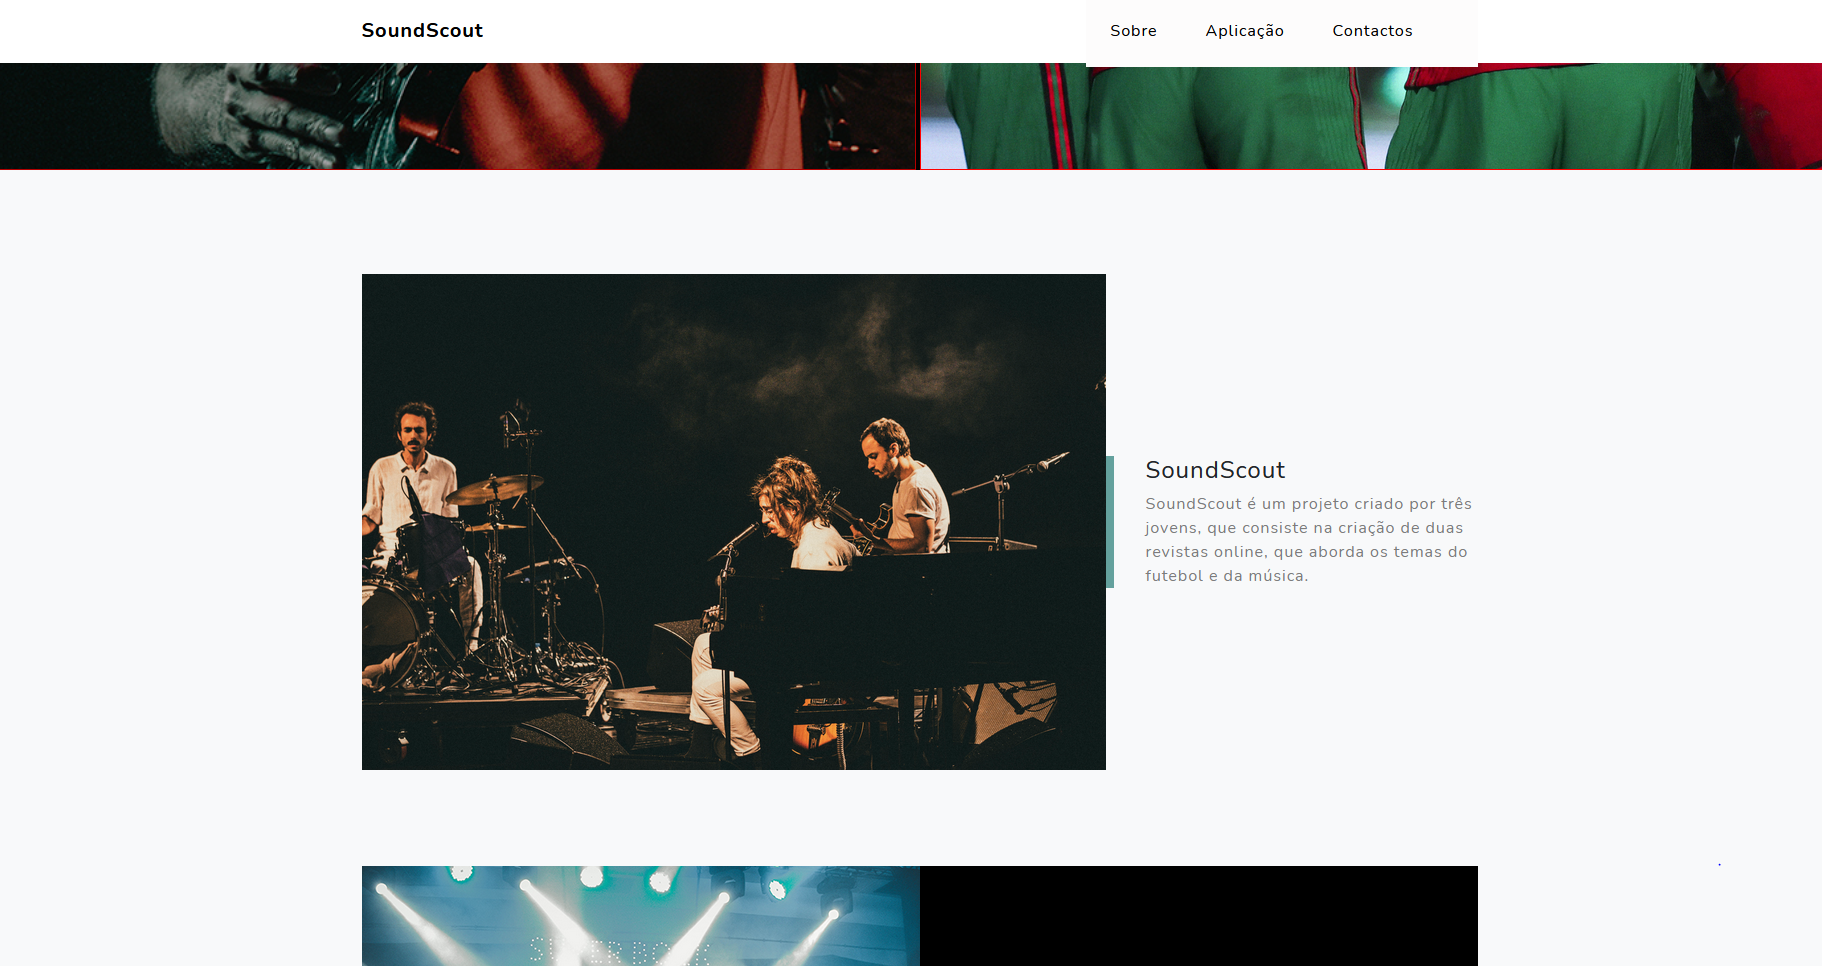 SoundScout
Sobre Aplicação Contactos
SoundScout
SoundScout é um projeto criado por três
jovens, que consiste na criação de duas
revistas online, que aborda os temas do
futebol e da música.